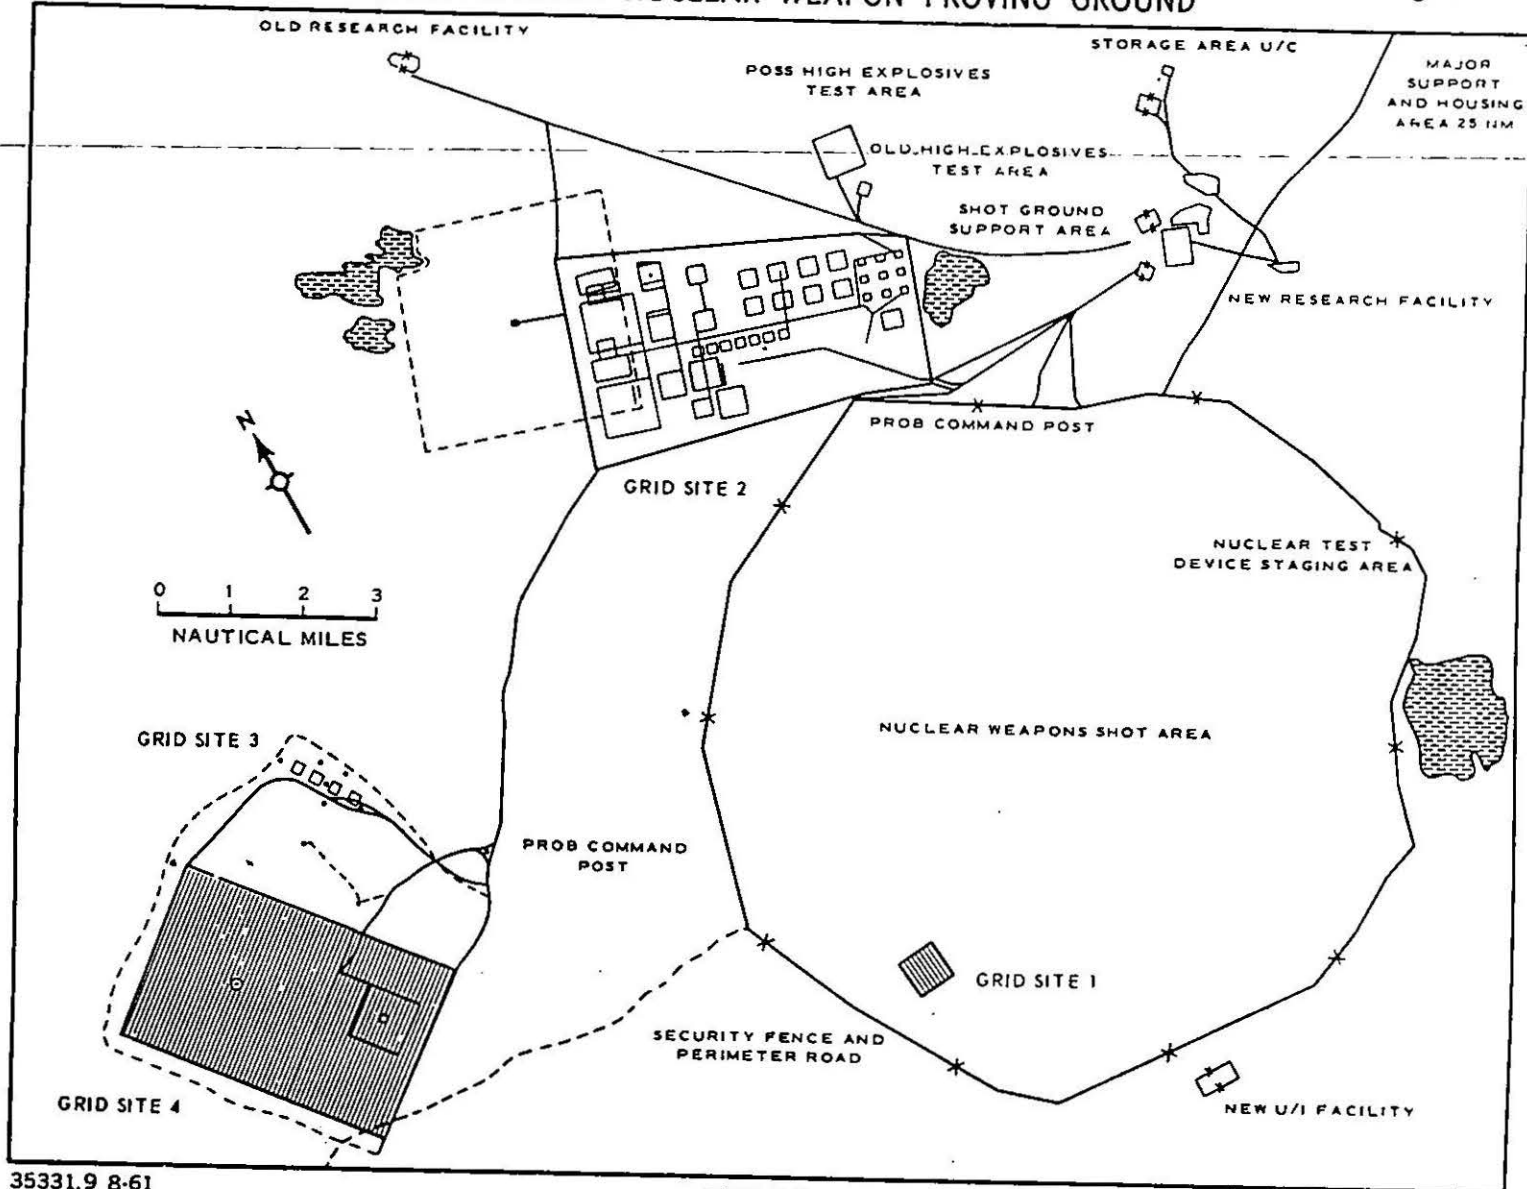 WEAPON PROVING GROUND
OLD RESEARCH FACILITY
STORAGE AREA U/C
MAJOR
SUPPORT
AND HOUSING
AREA 25 NM
POSS HIGH EXPLOSIVES
TEST AREA
OLD HIGH EXPLOSIVES
TEST AREA
SHOT GROUND
SUPPORT AREA
NEW RESEARCH FACILITY
N
PROB COMMAND POST
GRID SITE 2
NUCLEAR TEST
DEVICE STAGING AREA
0 1 2 3
NAUTICAL MILES
NUCLEAR WEAPONS SHOT AREA
GRID SITE 3
PROB COMMAND
POST
GRID SITE 1
SECURITY FENCE AND
PERIMETER ROAD
GRID SITE 4
NEW U/I FACILITY
35331.9 8-61